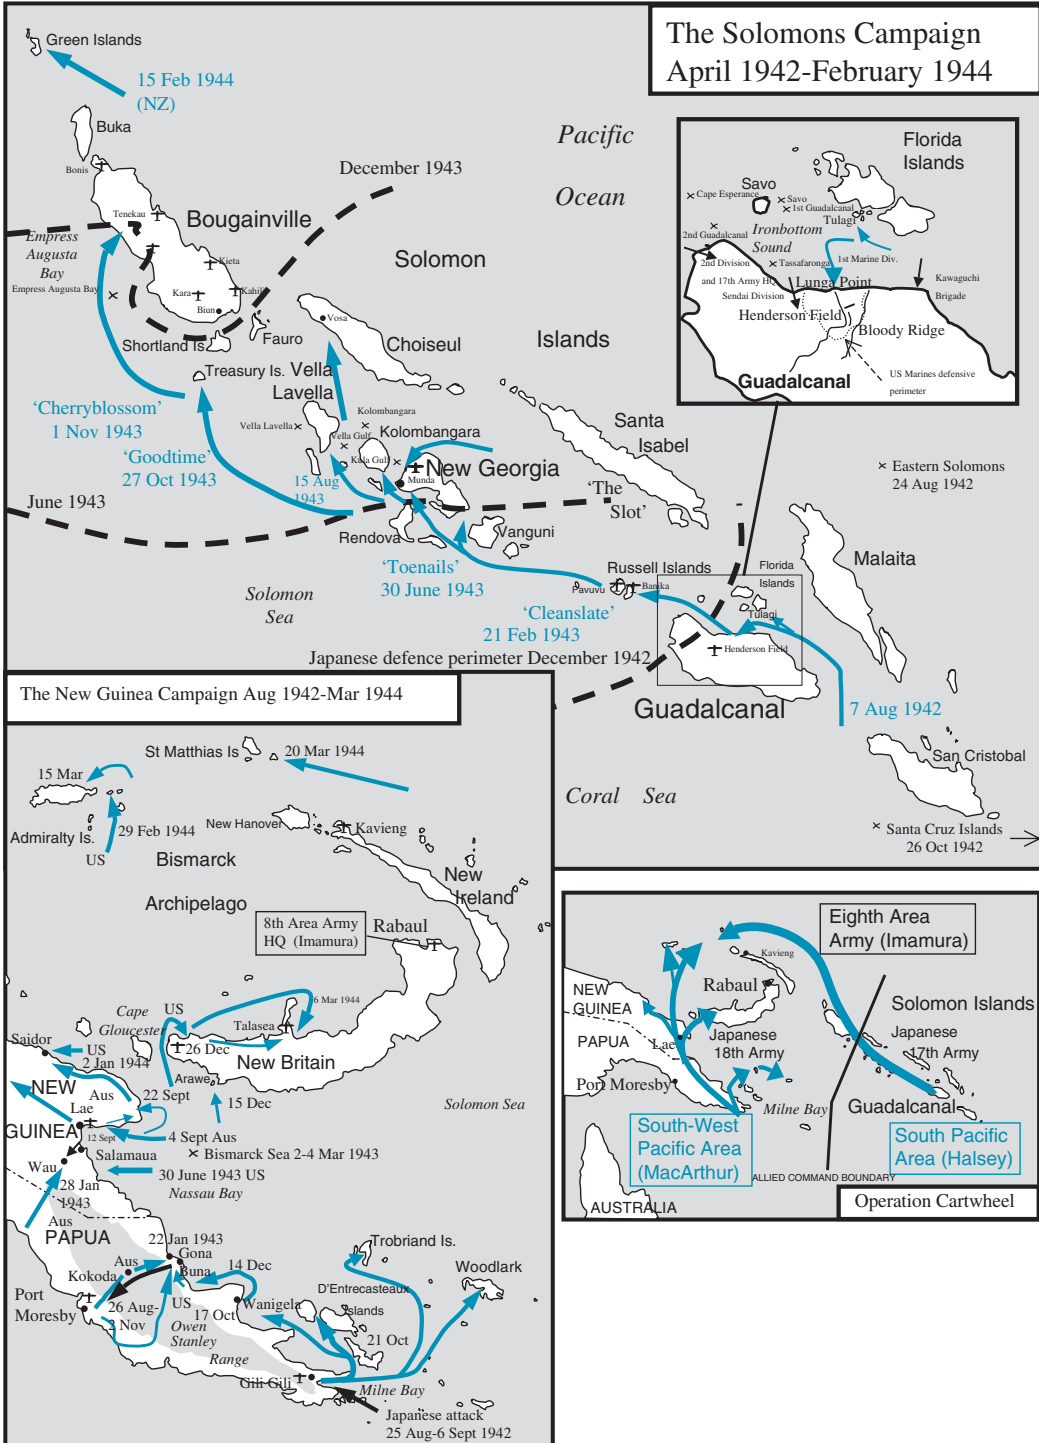 The Solomons Campaign
April 1942-February 1944
Green Islands
15 Feb 1944
(NZ)
Buka
Bonis
Pacific
Ocean
December 1943
Tenekau
Bougainville
Empress
Augusta
Bay
Kieta
Empress Augusta Bay
Kara
Kahili
Biun
Solomon
Islands
Vosa
Shortland Is.
Fauro
Choiseul
Treasury Is.
Vella
Lavella
'Cherryblossom'
1 Nov 1943
'Goodtime'
27 Oct 1943
Vella Lavella
Kolombangara
Vella Gulf
Kolombangara
Kula Gulf
15 Aug
1943
New Georgia
Munda
Santa
Isabel
June 1943
'The
Slot'
Rendova
Vanguni
'Toenails'
30 June 1943
Solomon
Sea
Russell Islands
Pavuvu
Banika
'Cleanslate'
21 Feb 1943
Japanese defence perimeter December 1942
Eastern Solomons
24 Aug 1942
Malaita
Florida
Islands
Tulagi
Henderson Field
Guadalcanal
7 Aug 1942
San Cristobal
Coral Sea
Santa Cruz Islands
26 Oct 1942
Florida
Islands
Savo
Cape Esperance
Savo
1st Guadalcanal
Tulagi
2nd Guadalcanal
Ironbottom
Sound
2nd Division
and 17th Army HQ
Tassafaronga
1st Marine Div.
Sendai Division
Lunga Point
Kawaguchi
Brigade
Henderson Field
Bloody Ridge
US Marines defensive
perimeter
Guadalcanal
The New Guinea Campaign Aug 1942-Mar 1944
St Matthias Is
20 Mar 1944
15 Mar
Admiralty Is.
29 Feb 1944
US
New Hanover
Kavieng
Bismarck
Archipelago
New
Ireland
8th Area Army
HQ (Imamura)
Rabaul
Cape
Gloucester
US
6 Mar 1944
Talasea
Saidor
US
2 Jan 1944
26 Dec
New Britain
NEW
GUINEA
Aus
22 Sept
Arawe
15 Dec
Solomon Sea
Lae
12 Sept
4 Sept Aus
Bismarck Sea 2-4 Mar 1943
Salamaua
Wau
30 June 1943 US
Nassau Bay
28 Jan
1943
Aus
PAPUA
22 Jan 1943
Gona
Buna
Aus
Kokoda
14 Dec
Trobriand Is.
Woodlark
D'Entrecasteaux
Islands
Port
Moresby
26 Aug-
2 Nov
US
17 Oct
Wanigela
Owen
Stanley
Range
21 Oct
Gili Gili
Milne Bay
Japanese attack
25 Aug-6 Sept 1942
Eighth Area
Army (Imamura)
Kavieng
Rabaul
NEW
GUINEA
Solomon Islands
PAPUA
Lae
Japanese
18th Army
Japanese
17th Army
Port Moresby
Milne Bay
Guadalcanal
South-West
Pacific Area
(MacArthur)
South Pacific
Area (Halsey)
ALLIED COMMAND BOUNDARY
AUSTRALIA
Operation Cartwheel